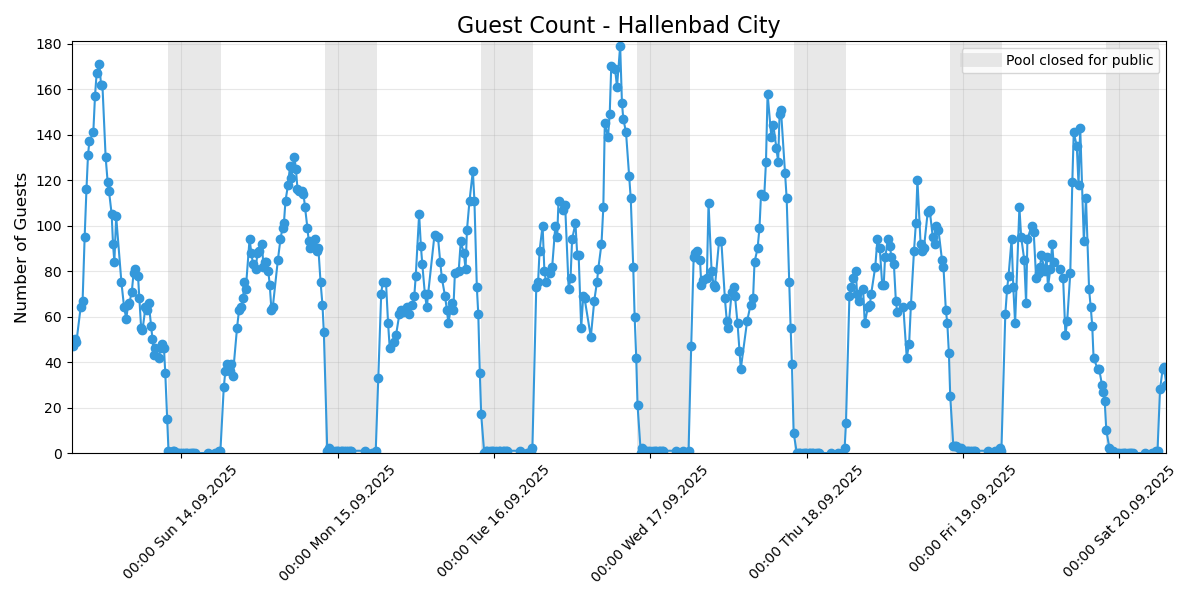 Guest Count - Hallenbad City
Pool closed for public
Number of Guests
180
160
140
120
100
80
60
40
20
0
00:00 Sun 14.09.2025
00:00 Mon 15.09.2025
00:00 Tue 16.09.2025
00:00 Wed 17.09.2025
00:00 Thu 18.09.2025
00:00 Fri 19.09.2025
00:00 Sat 20.09.2025